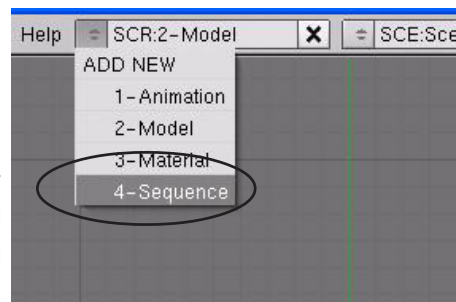 Help SCR:2-Model SCE:Sce
ADD NEW
1-Animation
2-Model
3-Material
4-Sequence